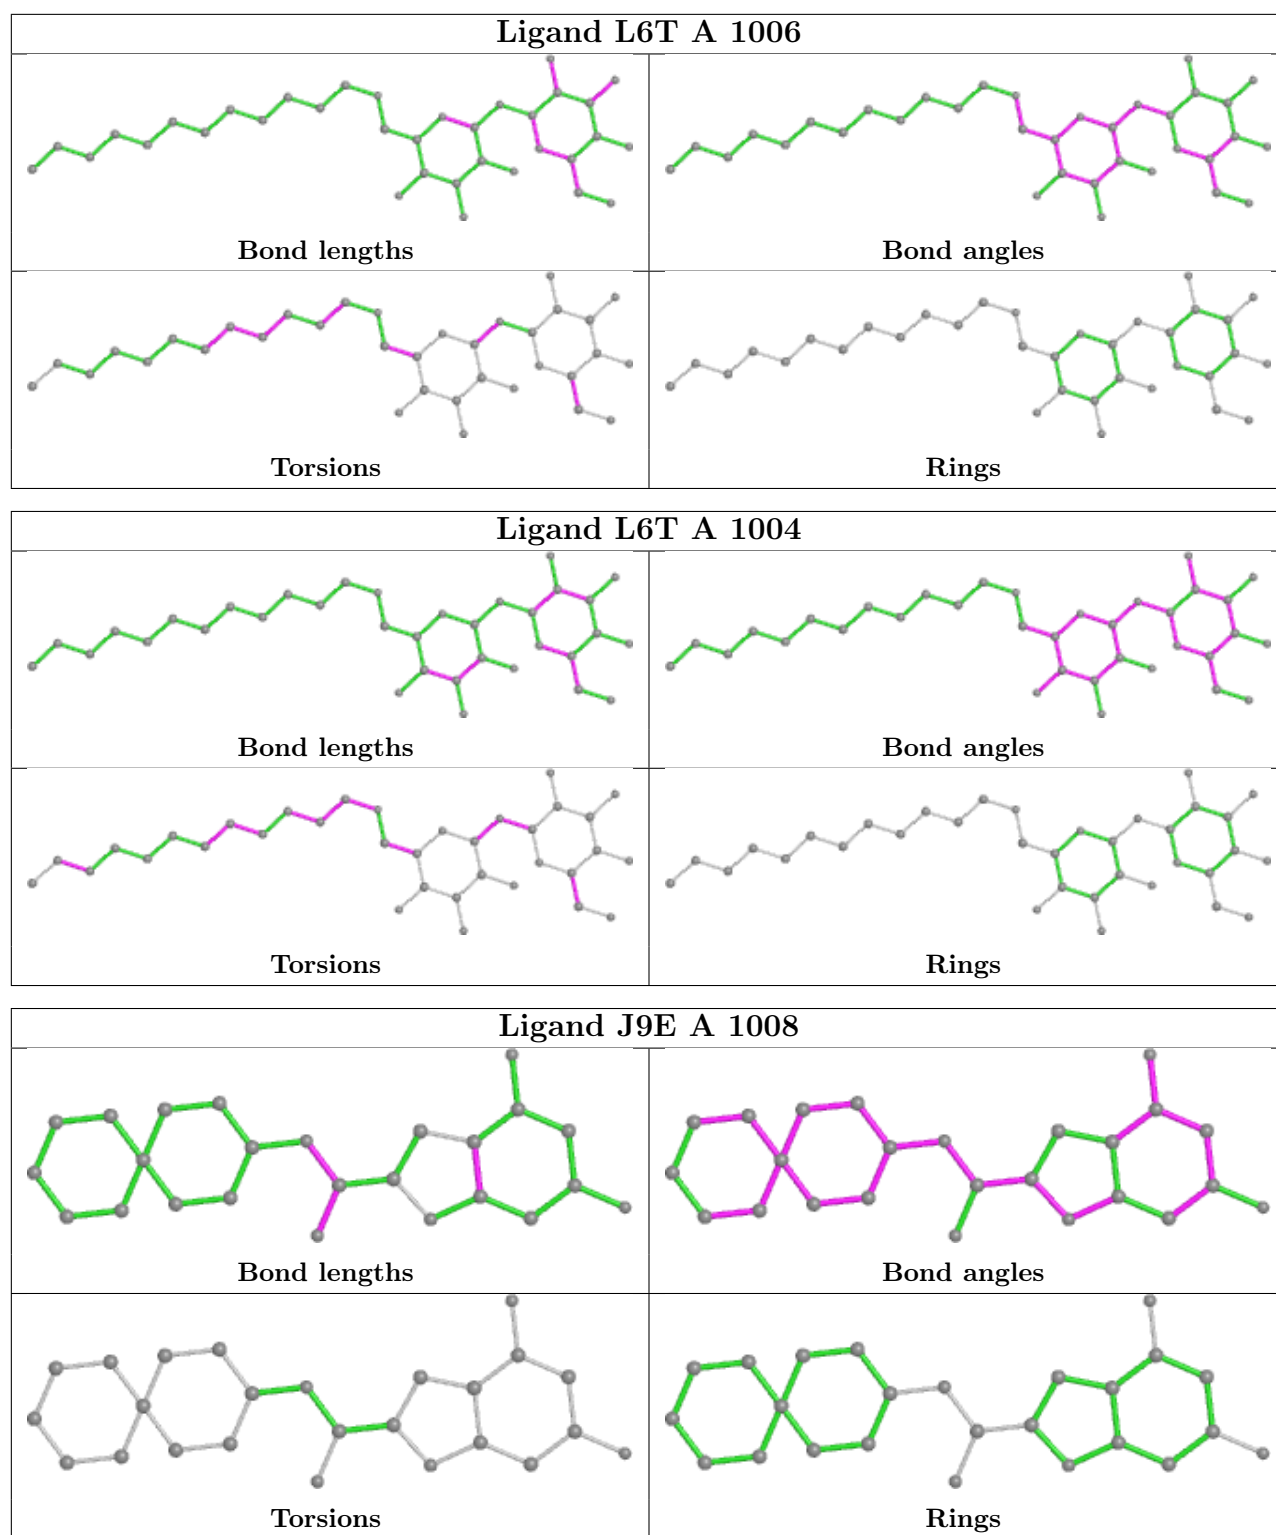 Ligand L6T A 1006
Bond lengths
Bond angles
Torsions
Rings
Ligand L6T A 1004
Bond lengths
Bond angles
Torsions
Rings
Ligand J9E A 1008
Bond lengths
Bond angles
Torsions
Rings